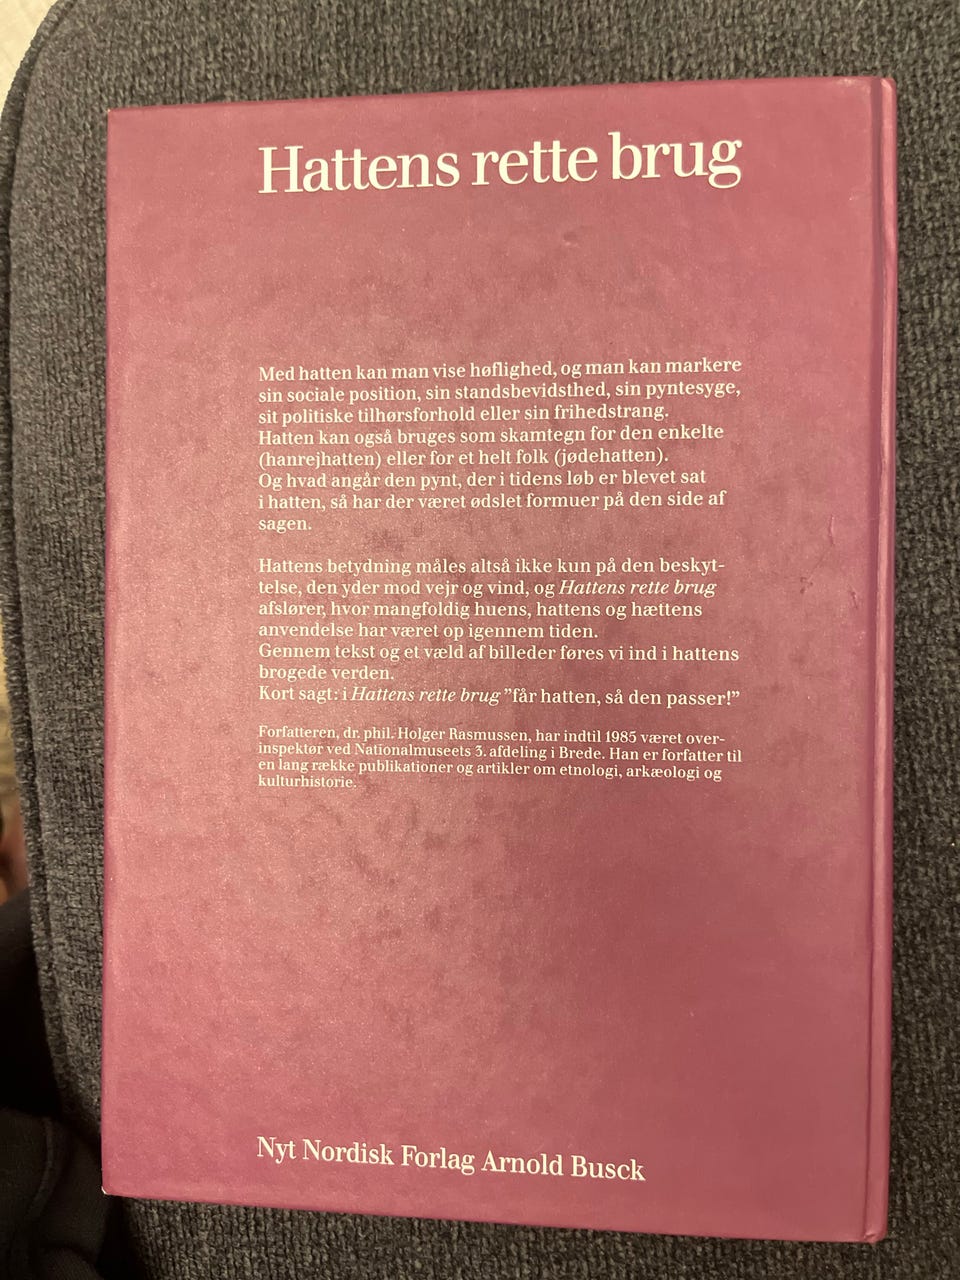 Hattens rette brug
Med hatten kan man vise høflighed, og man kan markere
sin sociale position, sin standsbevidsthed, sin pyntesyge,
sit politiske tilhørsforhold eller sin frihedstrang.
Hatten kan også bruges som skamtegn for den enkelte
(hanrejhatten) eller for et helt folk (jødehatten).
Og hvad angår den pynt, der i tidens løb er blevet sat
i hatten, så har der været ødslet formuer på den side af
sagen.
Hattens betydning måles altså ikke kun på den beskyt-
telse, den yder mod vejr og vind, og Hattens rette brug
afslører, hvor mangfoldig huens, hattens og hættens
anvendelse har været op igennem tiden.
Gennem tekst og et væld af billeder føres vi ind i hattens
brogede verden.
Kort sagt: i Hattens rette brug ”får hatten, så den passer!”
Forfatteren, dr. phil. Holger Rasmussen, har indtil 1985 været over-
inspektør ved Nationalmuseets 3. afdeling i Brede. Han er forfatter til
en lang række publikationer og artikler om etnologi, arkæologi og
kulturhistorie.
Nyt Nordisk Forlag Arnold Busck